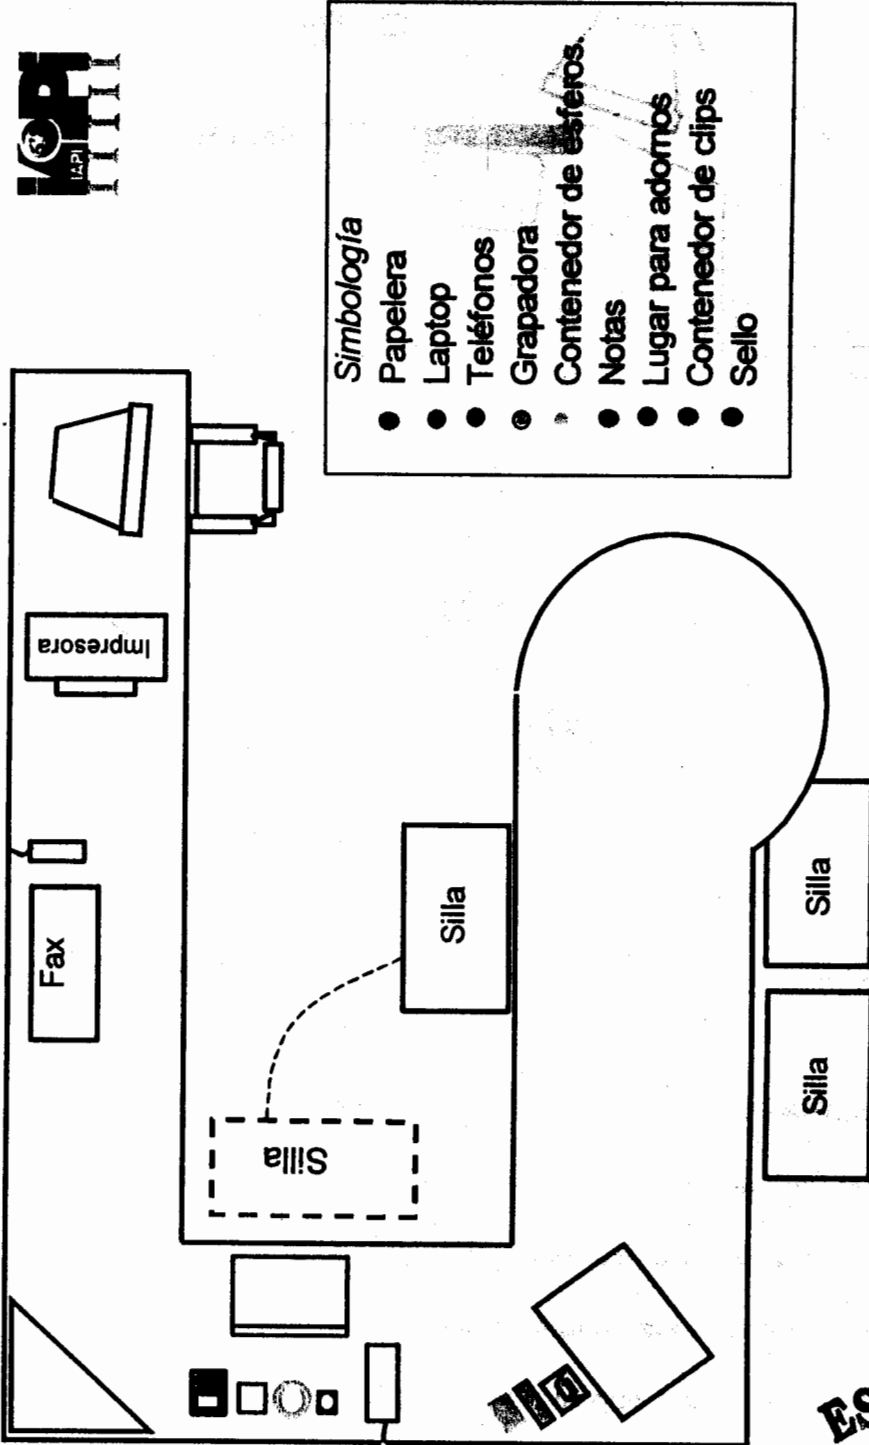 IAPI
Simbología
Papelera
Laptop
Teléfonos
Grapadora
Contenedor de esferos.
Notas
Lugar para adornos
Contenedor de clips
Sello
Impresora
Fax
Silla
Silla
Silla
Silla
ES